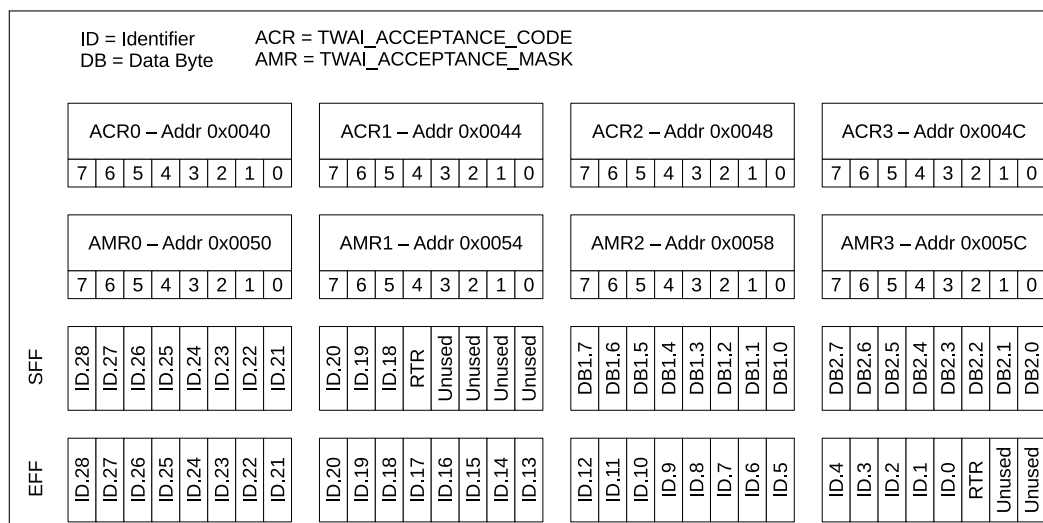 ID = Identifier ACR = TWAI_ACCEPTANCE_CODE
DB = Data Byte AMR = TWAI_ACCEPTANCE_MASK
ACR0 – Addr 0x0040 ACR1 – Addr 0x0044 ACR2 – Addr 0x0048 ACR3 – Addr 0x004C
7 6 5 4 3 2 1 0 7 6 5 4 3 2 1 0 7 6 5 4 3 2 1 0 7 6 5 4 3 2 1 0
AMR0 – Addr 0x0050 AMR1 – Addr 0x0054 AMR2 – Addr 0x0058 AMR3 – Addr 0x005C
7 6 5 4 3 2 1 0 7 6 5 4 3 2 1 0 7 6 5 4 3 2 1 0 7 6 5 4 3 2 1 0
SFF ID.28 ID.27 ID.26 ID.25 ID.24 ID.23 ID.22 ID.21 ID.20 ID.19 ID.18 RTR Unused Unused Unused Unused DB1.7 DB1.6 DB1.5 DB1.4 DB1.3 DB1.2 DB1.1 DB1.0 DB2.7 DB2.6 DB2.5 DB2.4 DB2.3 DB2.2 DB2.1 DB2.0
EFF ID.28 ID.27 ID.26 ID.25 ID.24 ID.23 ID.22 ID.21 ID.20 ID.19 ID.18 ID.17 ID.16 ID.15 ID.14 ID.13 ID.12 ID.11 ID.10 ID.9 ID.8 ID.7 ID.6 ID.5 ID.4 ID.3 ID.2 ID.1 ID.0 RTR Unused Unused